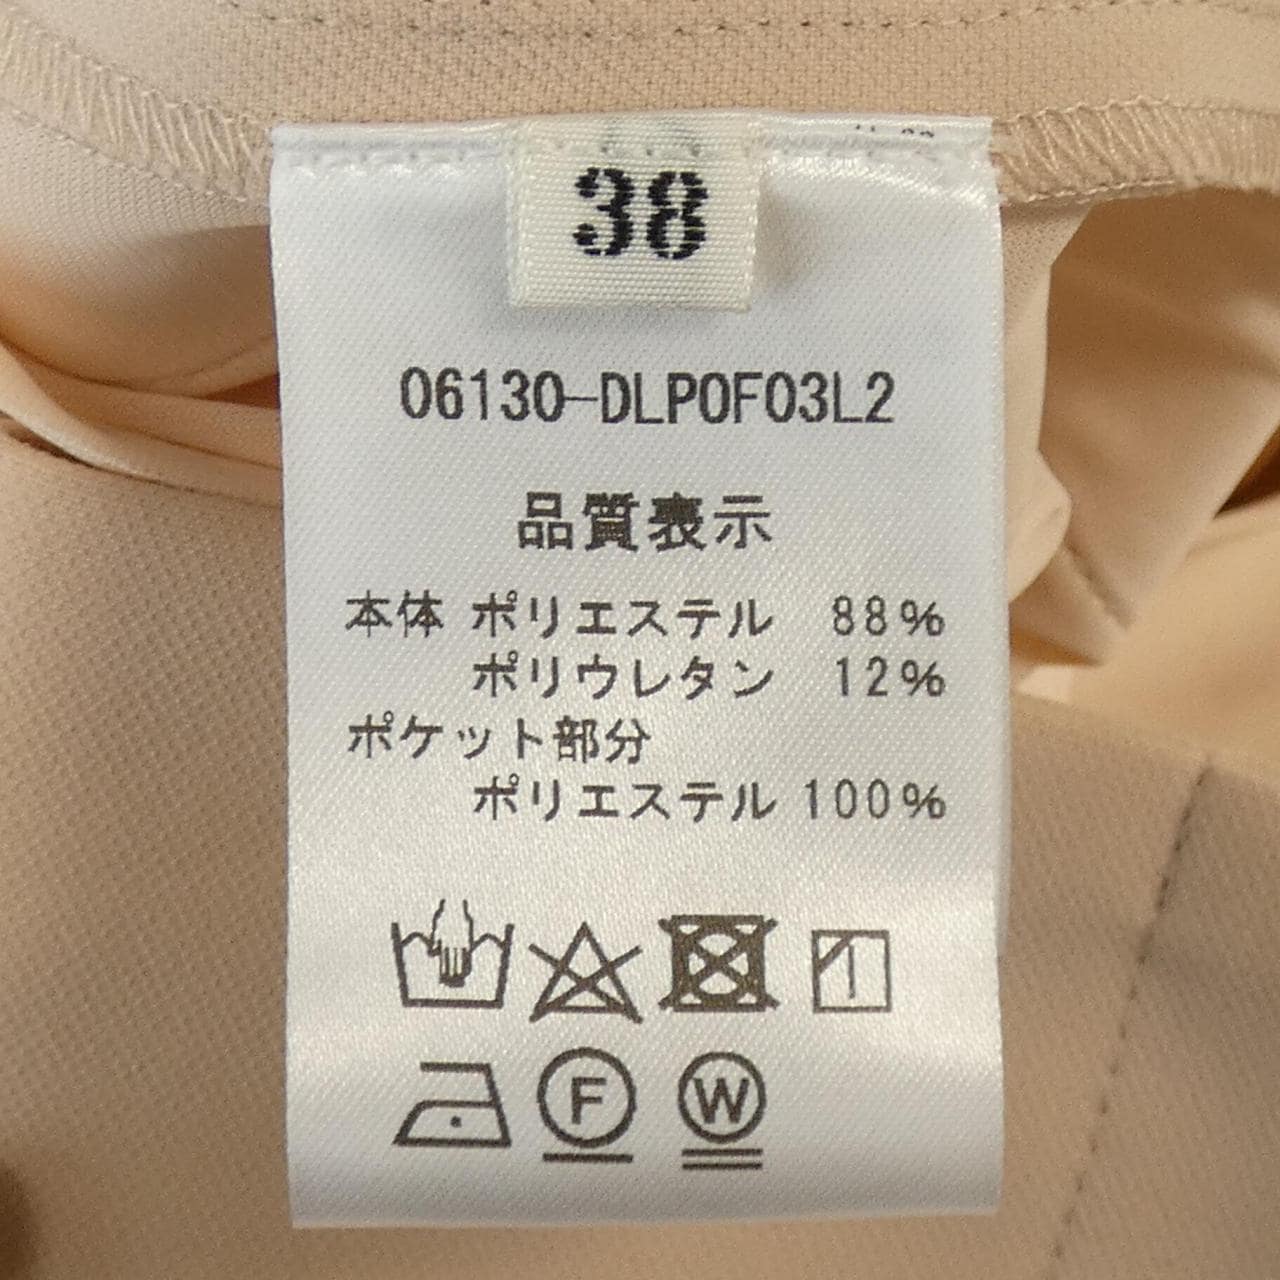 38
06130-DLP0F03L2
品質表示
本体 ポリエステル 88%
ポリウレタン 12%
ポケット部分
ポリエステル 100%
F W